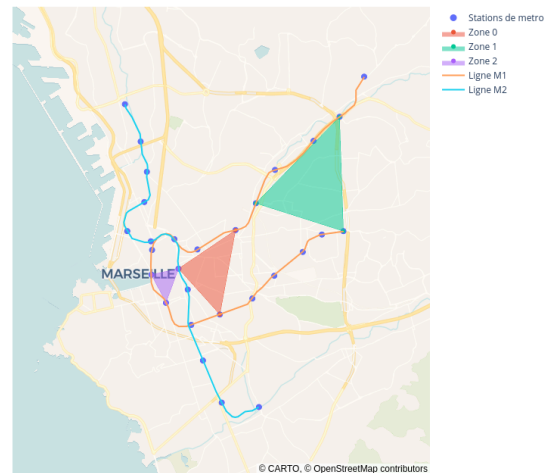 Stations de metro
Zone 0
Zone 1
Zone 2
Ligne M1
Ligne M2
MARSEILLE
© CARTO, © OpenStreetMap contributors